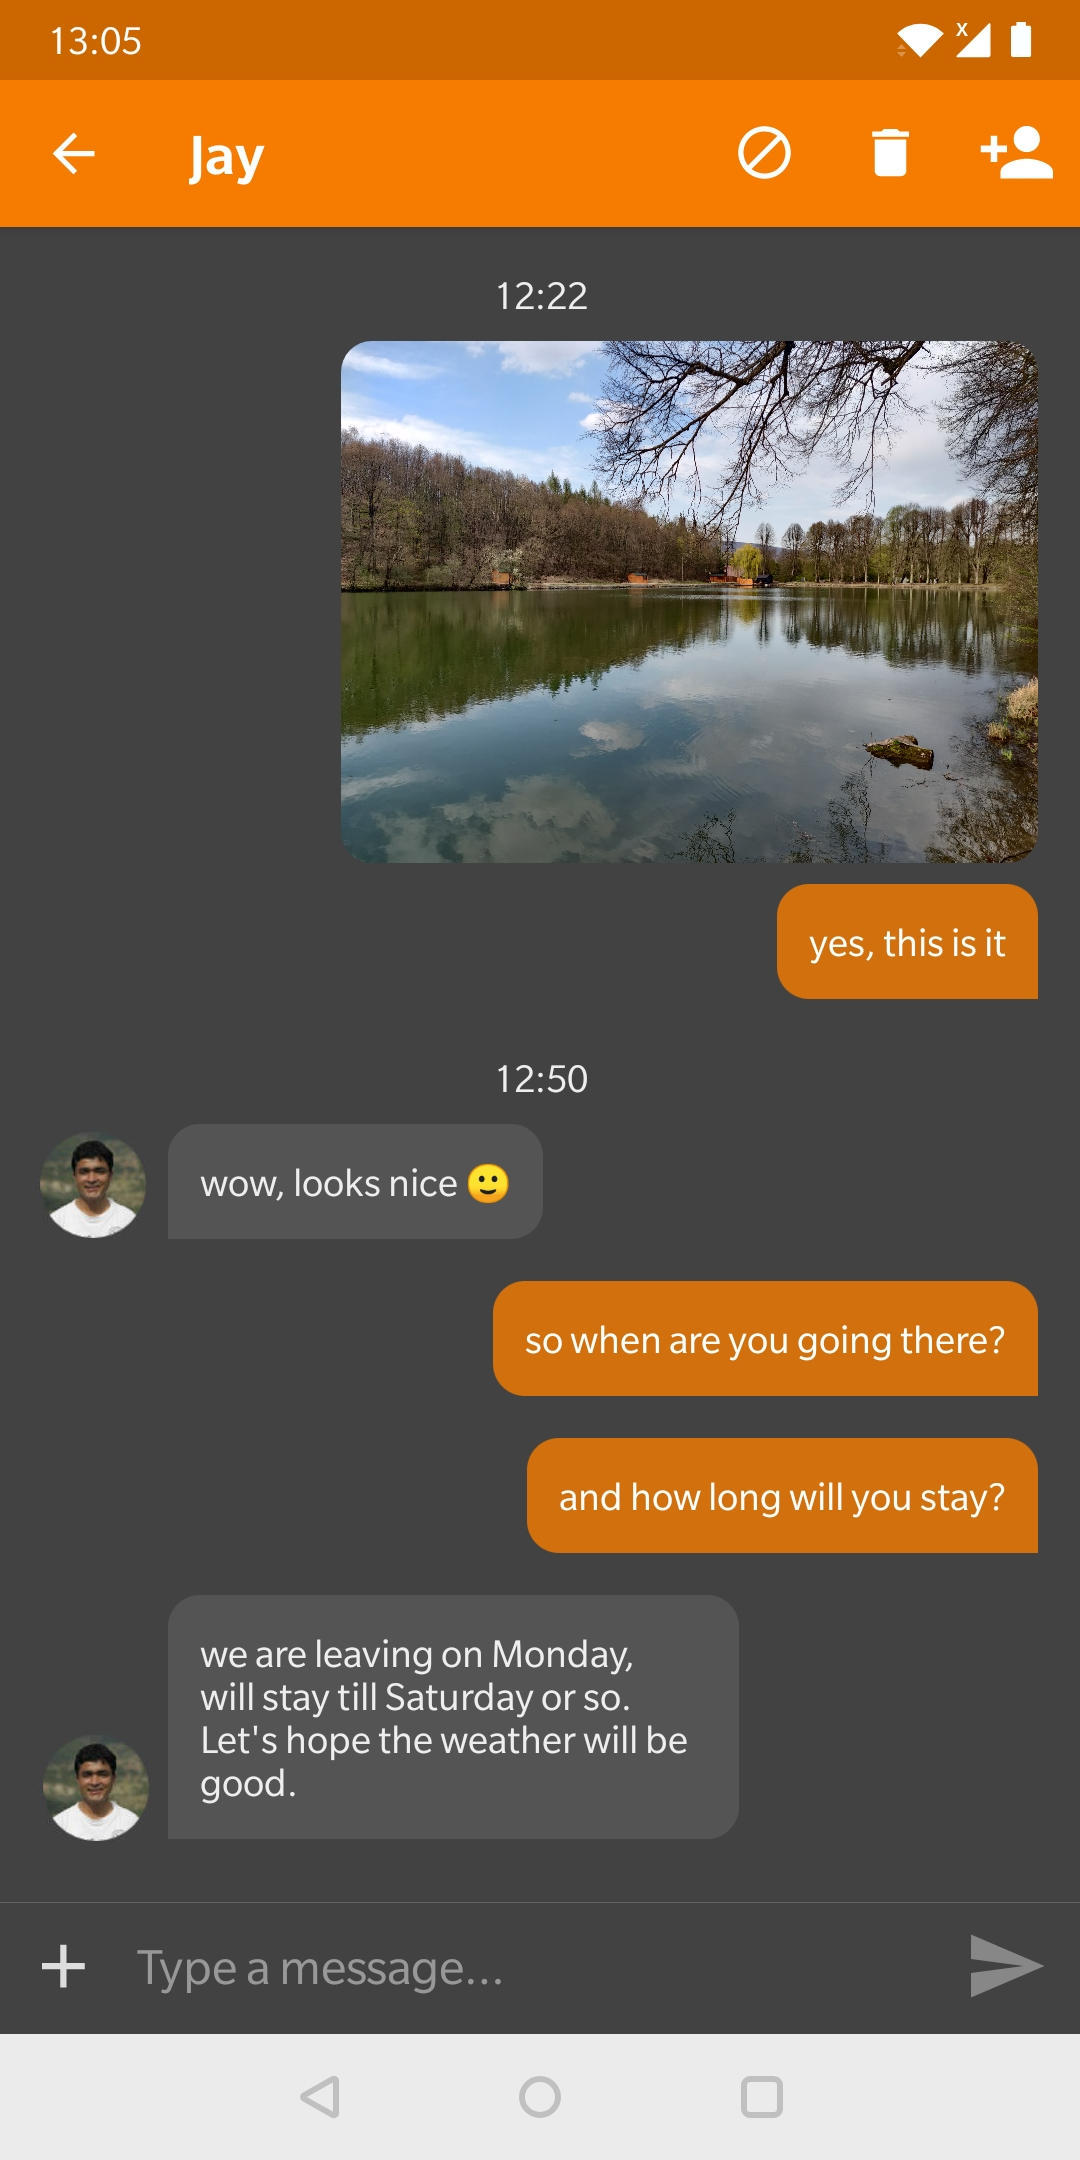 13:05
x
Jay
12:22
yes, this is it
12:50
wow, looks nice 🙂
so when are you going there?
and how long will you stay?
we are leaving on Monday,
will stay till Saturday or so.
Let's hope the weather will be
good.
Type a message...